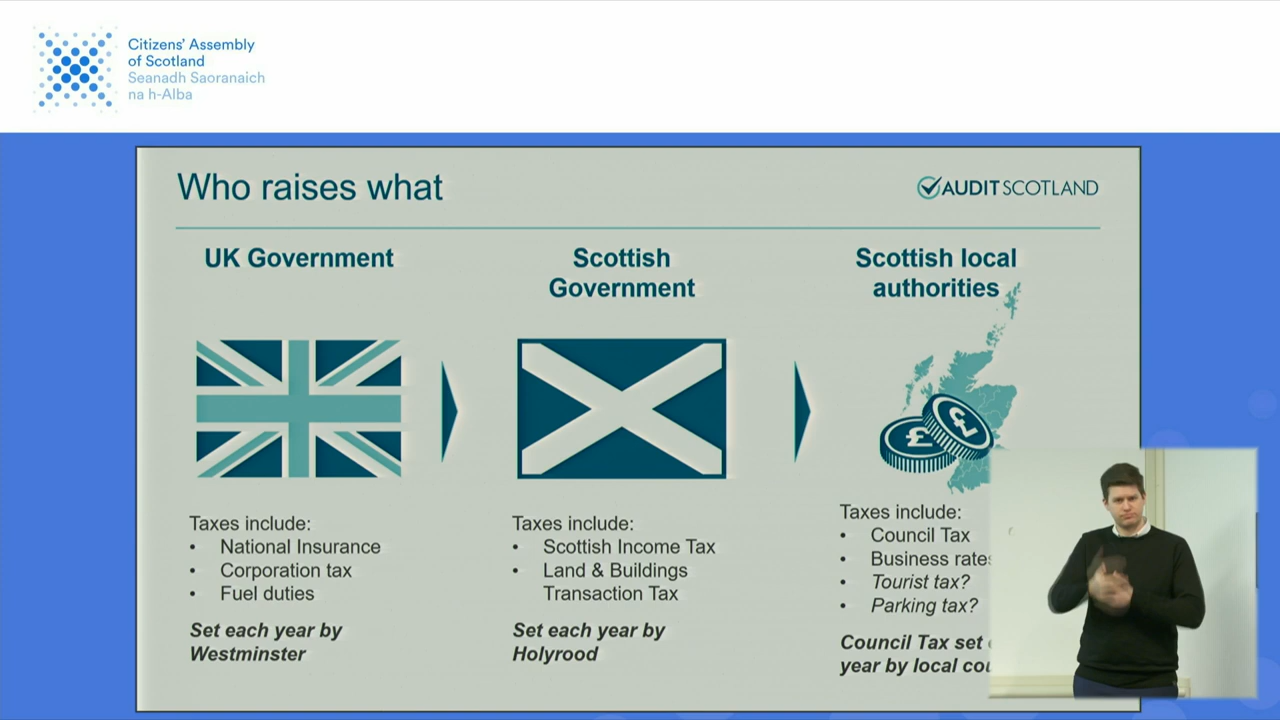 Citizens' Assembly
of Scotland
Seanadh Saoranaich
na h-Alba
Who raises what
AUDIT SCOTLAND
UK Government
Scottish
Government
Scottish local
authorities
£
£
Taxes include:
• National Insurance
• Corporation tax
• Fuel duties
Set each year by
Westminster
Taxes include:
• Scottish Income Tax
• Land & Buildings
Transaction Tax
Set each year by
Holyrood
Taxes include:
• Council Tax
• Business rates
• Tourist tax?
• Parking tax?
Council Tax set
year by local